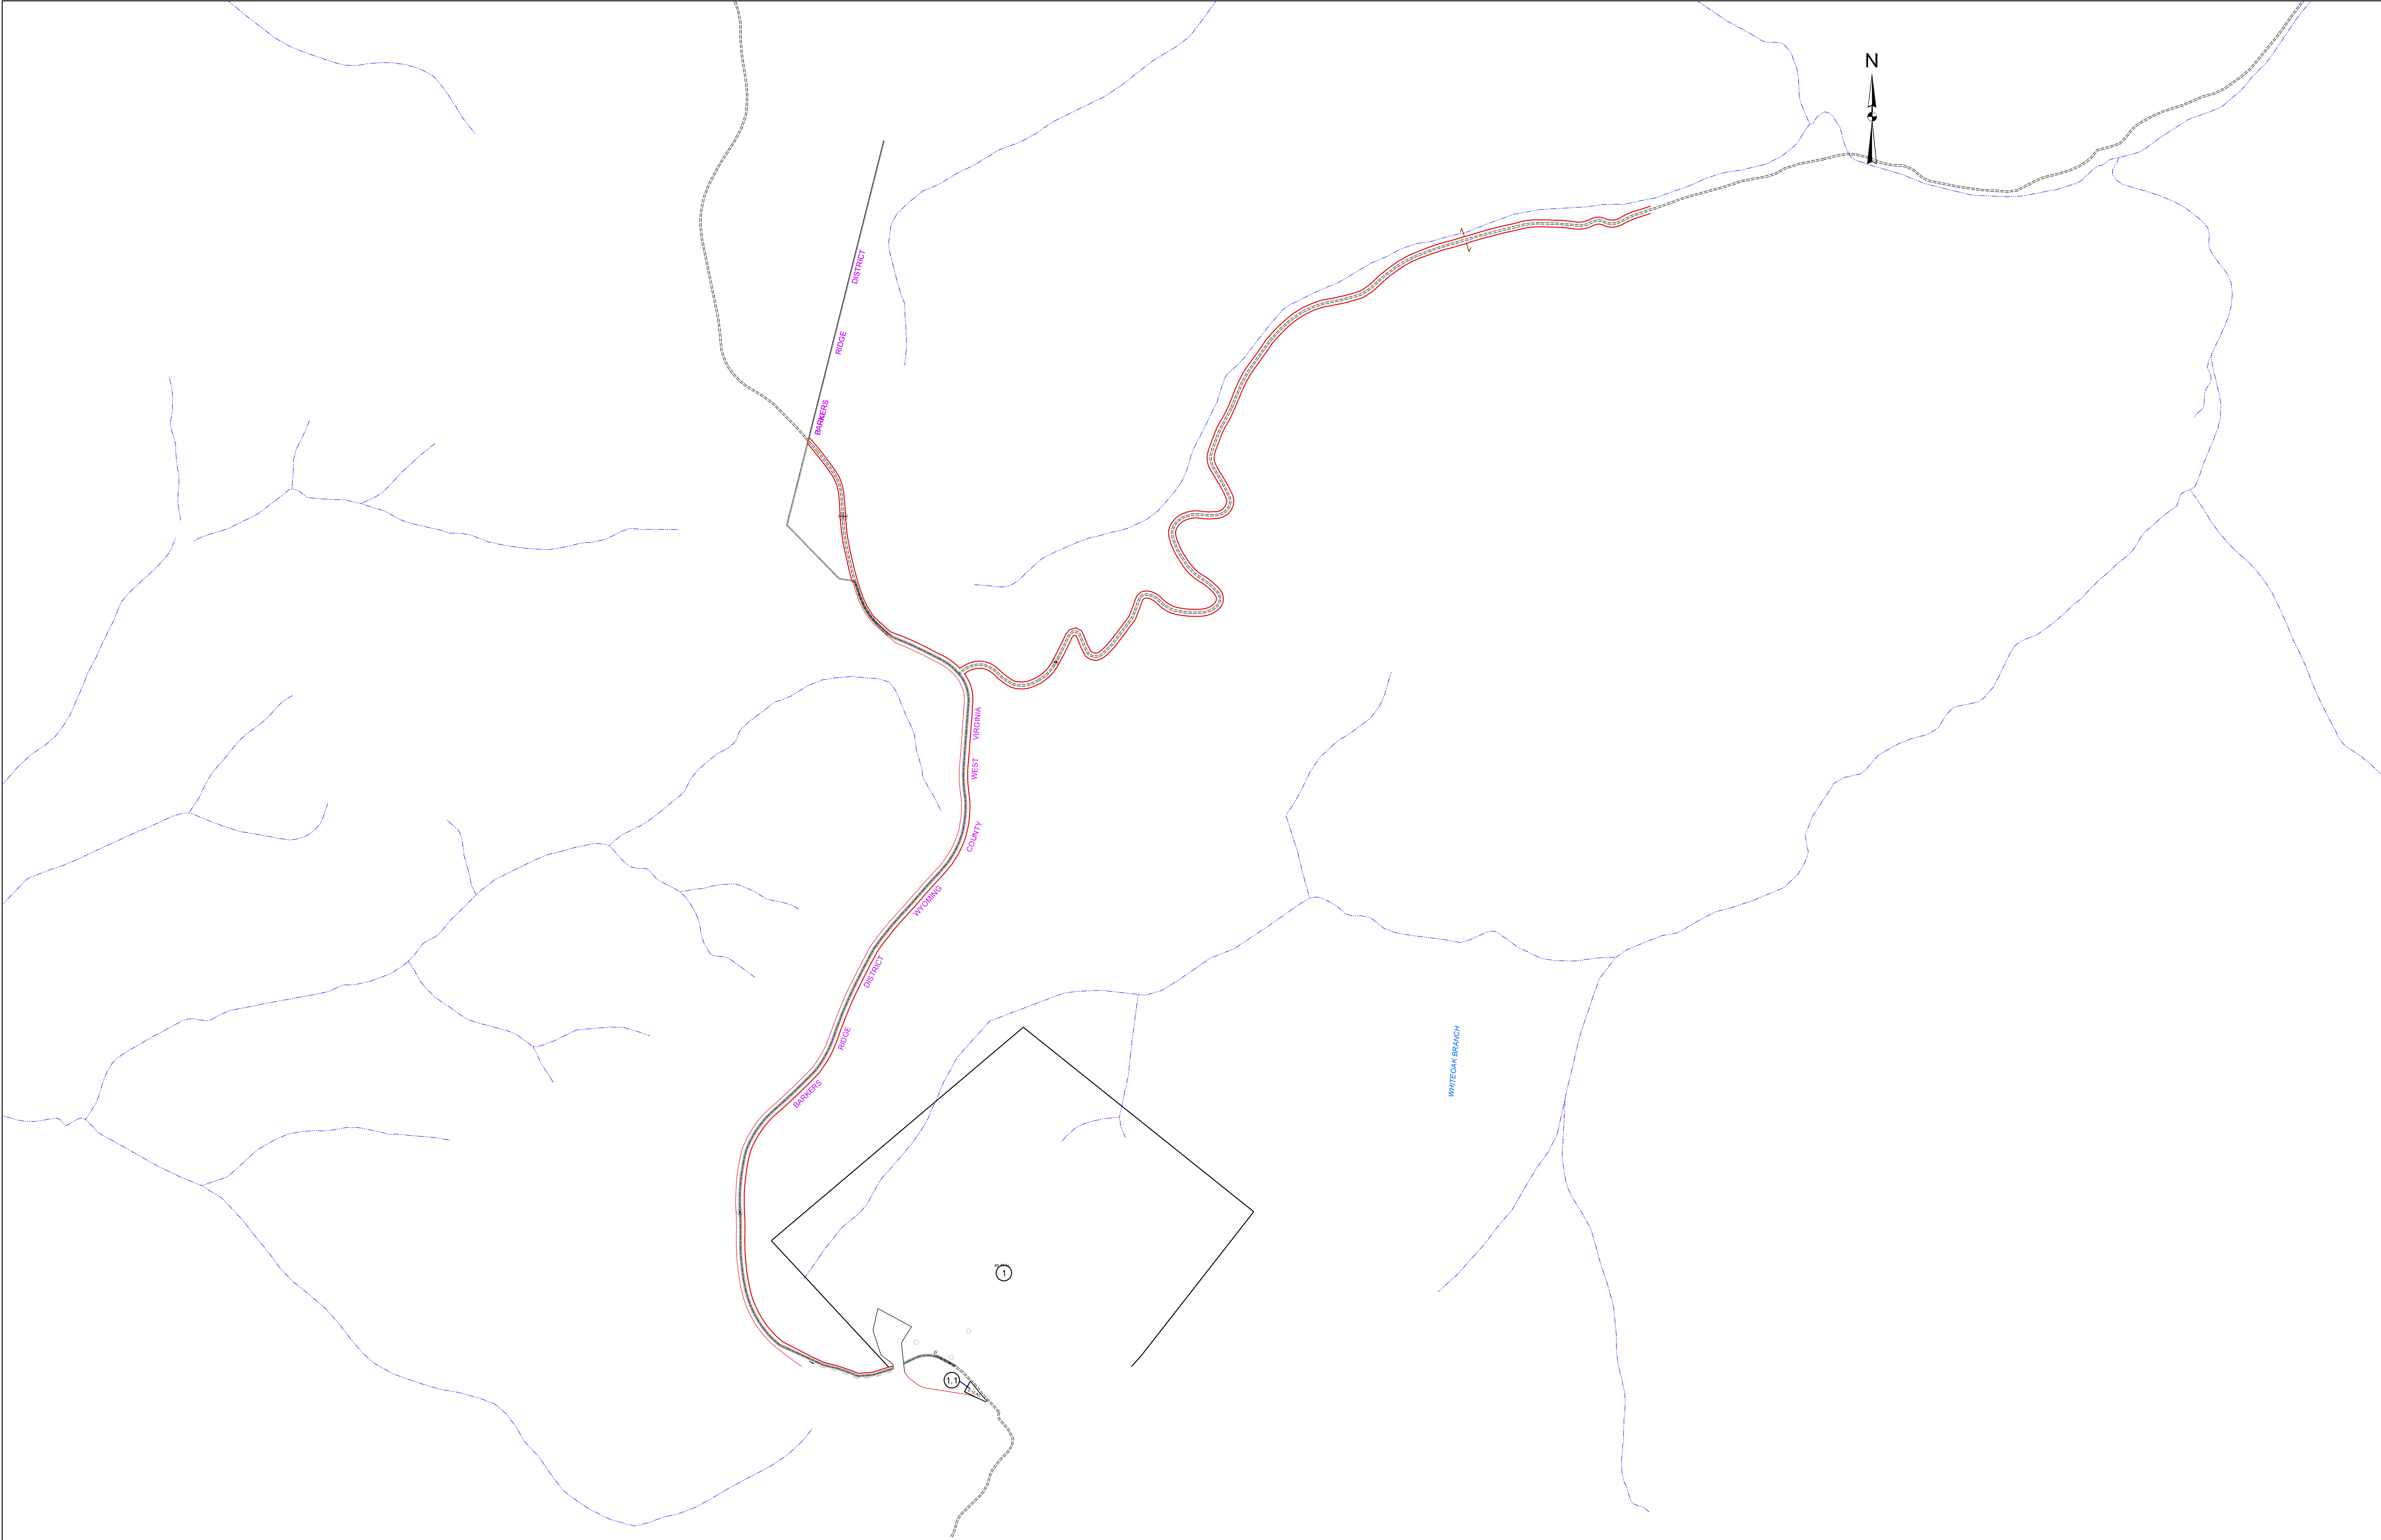 N
DISTRICT
RIDGE
BARKERS
VIRGINIA
WEST
COUNTY
WYOMING
DISTRICT
RIDGE
BARKERS
WHITEOAK BRANCH
1
1.1